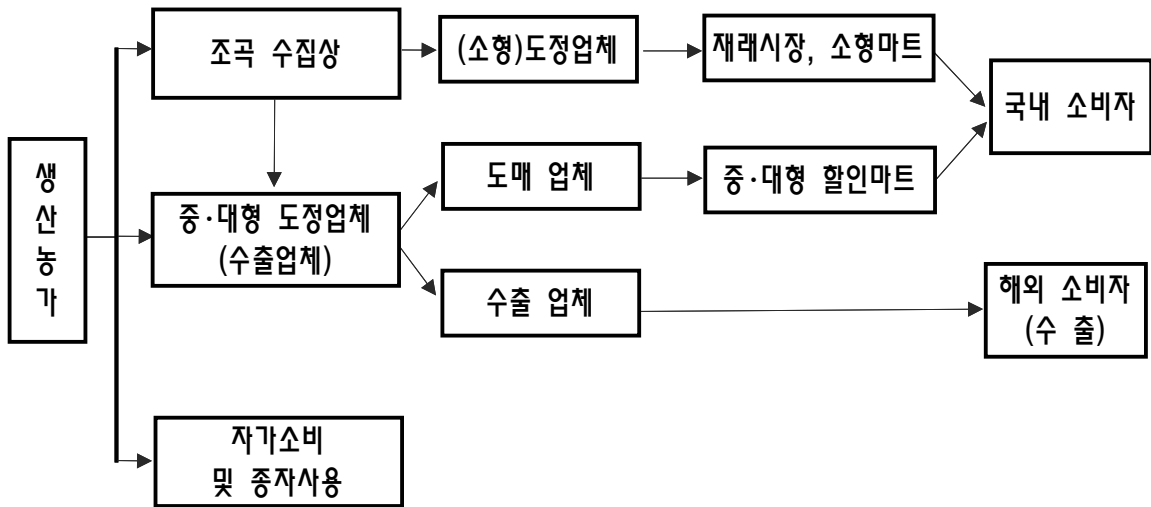 생
산
농
가
조곡 수집상
(소형)도정업체
재래시장, 소형마트
국내 소비자
중·대형 도정업체
(수출업체)
도매 업체
중·대형 할인마트
수출 업체
해외 소비자
(수 출)
자가소비
및 종자사용